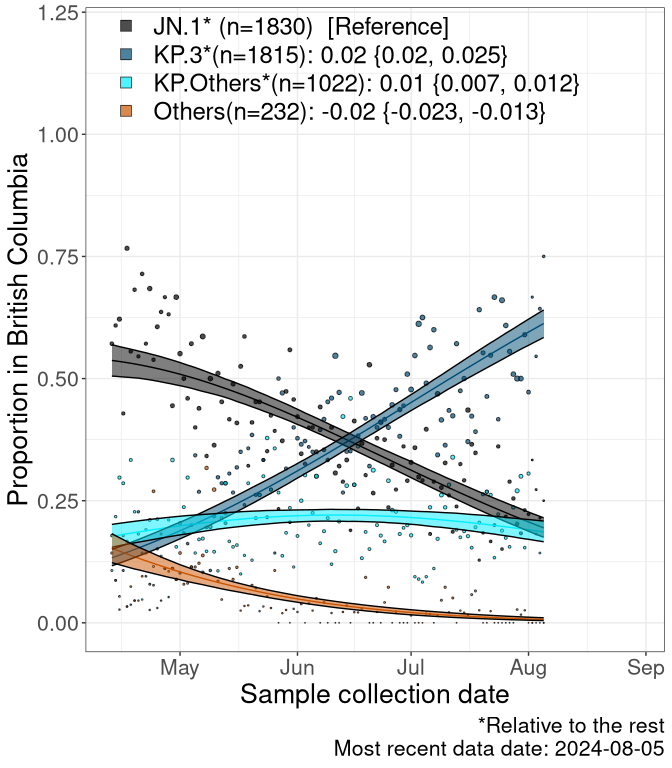 JN.1* (n=1830)  [Reference]
KP.3*(n=1815): 0.02 {0.02, 0.025}
KP.Others*(n=1022): 0.01 {0.007, 0.012}
Others(n=232): -0.02 {-0.023, -0.013}
1.25
1.00
0.75
0.50
0.25
0.00
Proportion in British Columbia
May Jun Jul Aug Sep
Sample collection date
*Relative to the rest
Most recent data date: 2024-08-05